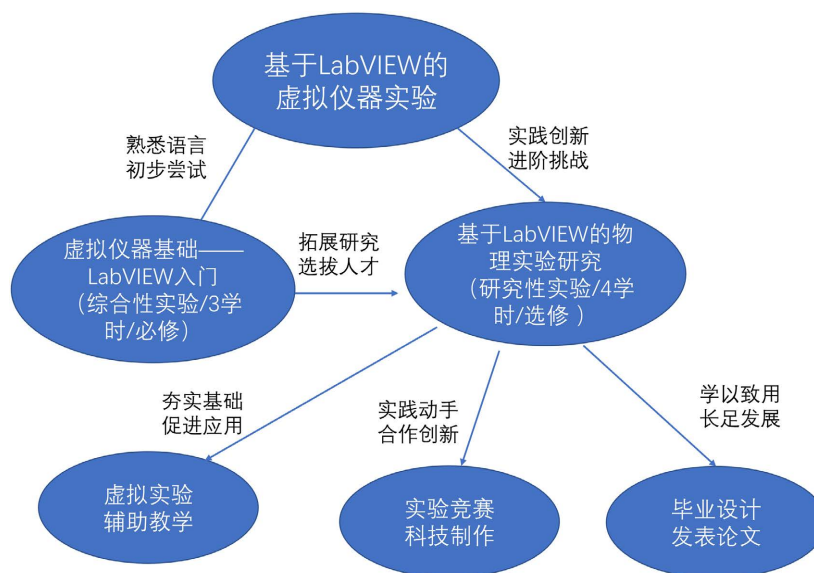 基于LabVIEW的
虚拟仪器实验
熟悉语言
初步尝试
实践创新
进阶挑战
虚拟仪器基础——
LabVIEW入门
（综合性实验/3学
时/必修）
拓展研究
选拔人才
基于LabVIEW的物
理实验研究
（研究性实验/4学
时/选修 ）
夯实基础
促进应用
实践动手
合作创新
学以致用
长足发展
虚拟实验
辅助教学
实验竞赛
科技制作
毕业设计
发表论文